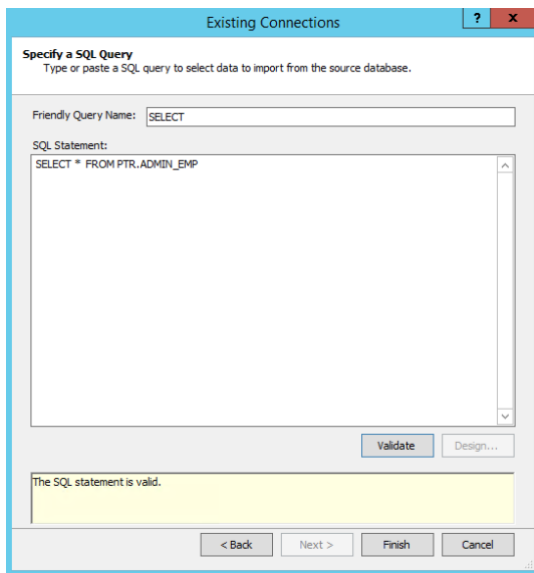 Existing Connections
? x
Specify a SQL Query
Type or paste a SQL query to select data to import from the source database.
Friendly Query Name: SELECT
SQL Statement:
SELECT * FROM PTR.ADMIN_EMP
Validate Design...
The SQL statement is valid.
< Back Next > Finish Cancel